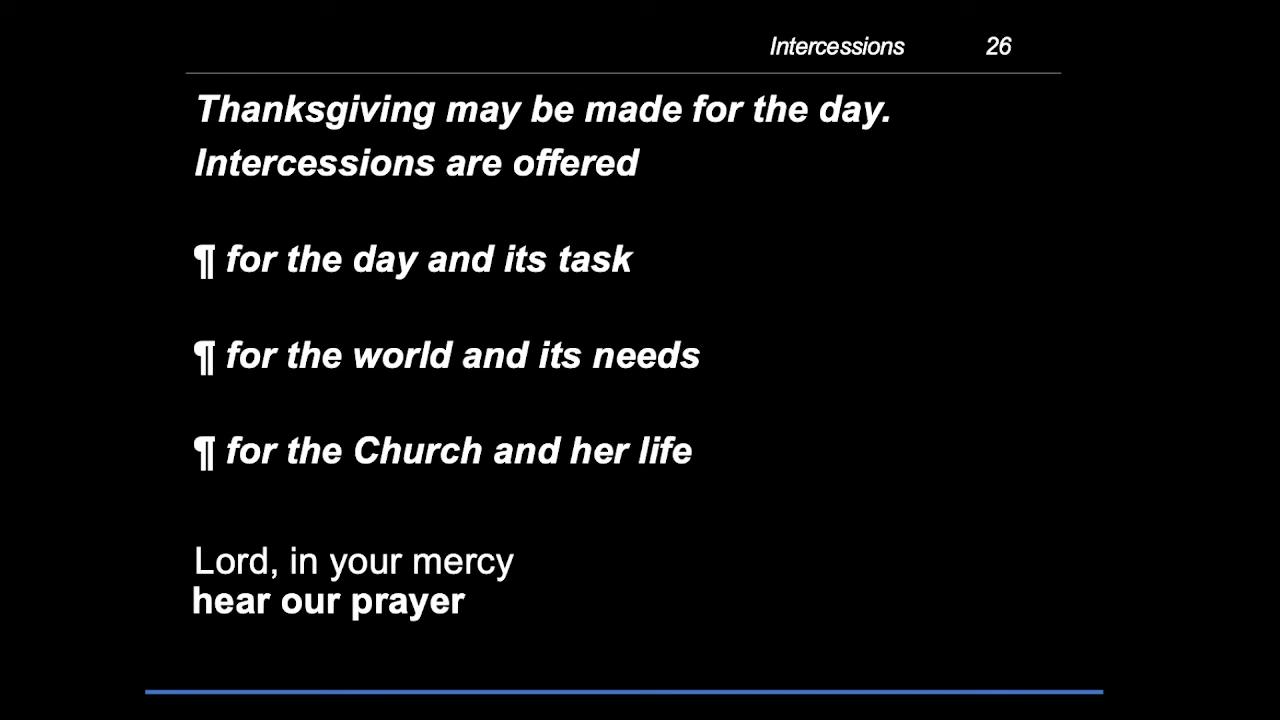 Intercessions 26
Thanksgiving may be made for the day.
Intercessions are offered
¶ for the day and its task
¶ for the world and its needs
¶ for the Church and her life
Lord, in your mercy
hear our prayer